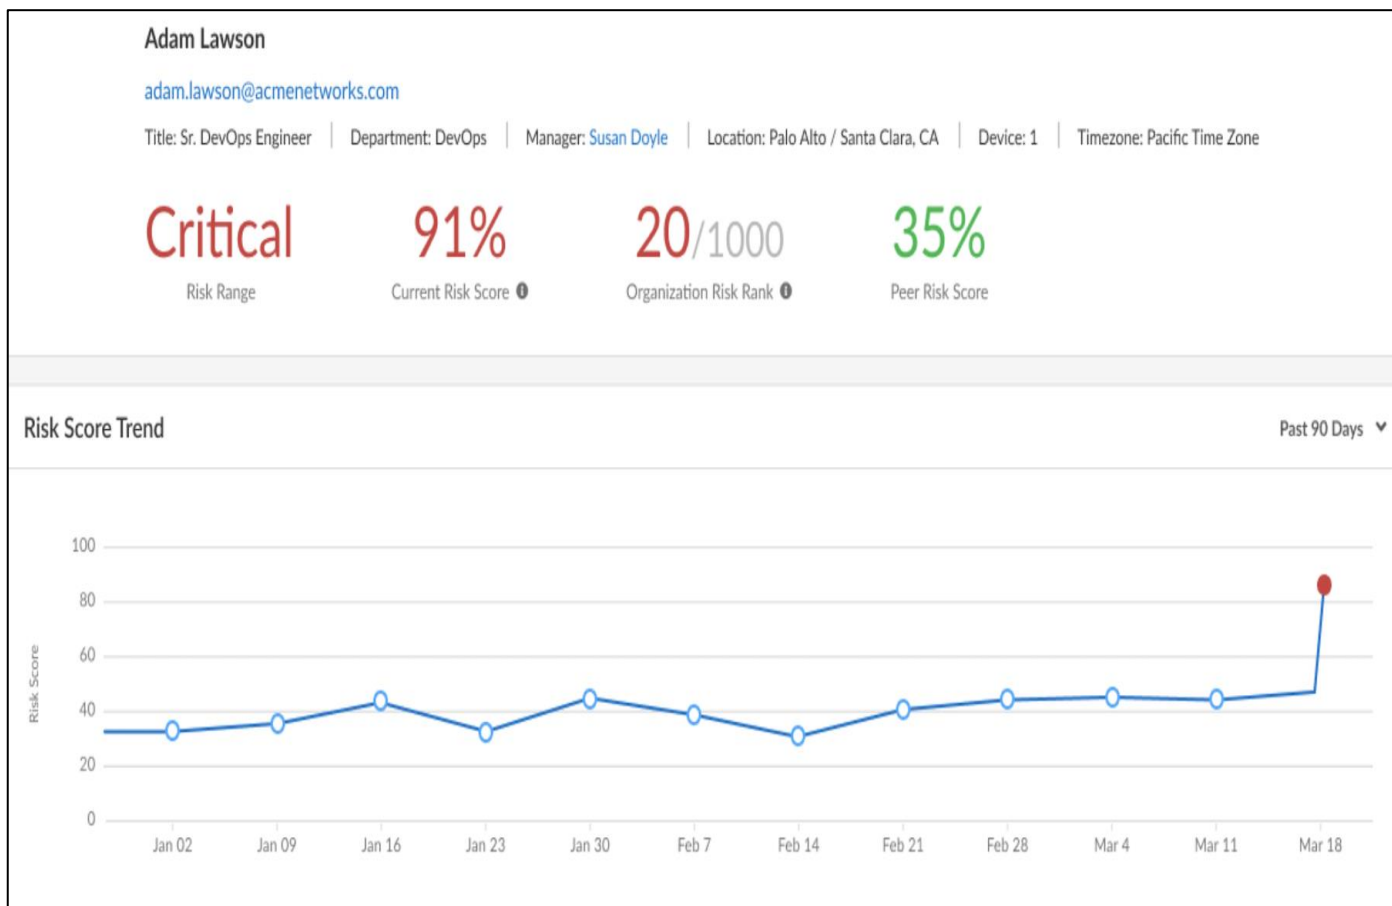 Adam Lawson
adam.lawson@acmenetworks.com
Title: Sr. DevOps Engineer Department: DevOps Manager: Susan Doyle Location: Palo Alto / Santa Clara, CA Device: 1 Timezone: Pacific Time Zone
Critical 91% 20/1000 35%
Risk Range Current Risk Score Organization Risk Rank Peer Risk Score
Risk Score Trend Past 90 Days
100
80
60
40
20
0
Risk Score
Jan 02 Jan 09 Jan 16 Jan 23 Jan 30 Feb 7 Feb 14 Feb 21 Feb 28 Mar 4 Mar 11 Mar 18